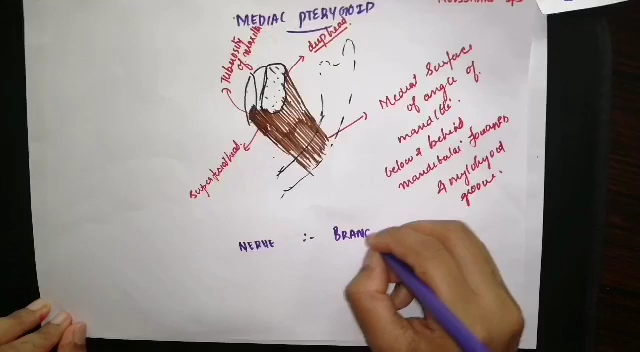 MEDIAL PTERYGOID
Tuberosity
of maxilla
deep head
superficial head
Medial surface
of angle of
mandible
below & behind
mandibular foramen
& mylohyoid
groove.
NERVE :- BRANC